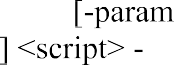 [-param
] <script> -